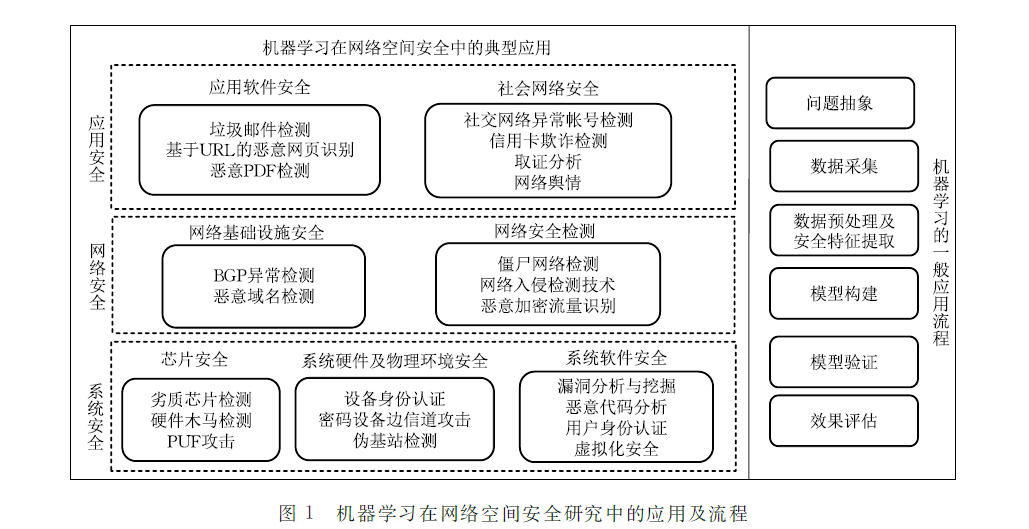 机器学习在网络空间安全中的典型应用
应用安全
应用软件安全
垃圾邮件检测
基于URL的恶意网页识别
恶意PDF检测
社会网络安全
社交网络异常帐号检测
信用卡欺诈检测
取证分析
网络舆情
网络安全
网络基础设施安全
BGP异常检测
恶意域名检测
网络安全检测
僵尸网络检测
网络入侵检测技术
恶意加密流量识别
系统安全
芯片安全
劣质芯片检测
硬件木马检测
PUF攻击
系统硬件及物理环境安全
设备身份认证
密码设备边信道攻击
伪基站检测
系统软件安全
漏洞分析与挖掘
恶意代码分析
用户身份认证
虚拟化安全
问题抽象
数据采集
数据预处理及
安全特征提取
模型构建
模型验证
效果评估
机器学习的一般应用流程
图 1 机器学习在网络空间安全研究中的应用及流程